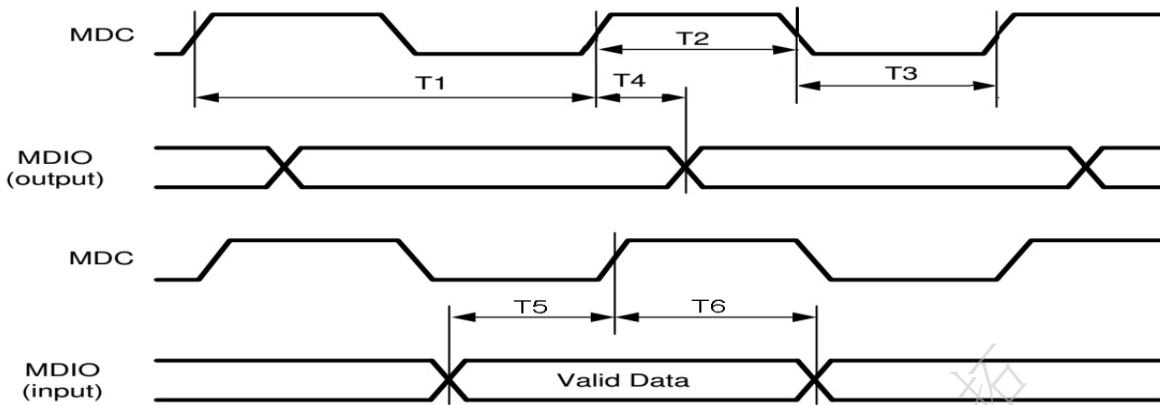 MDC
T2
T3
T1
T4
MDIO
(output)
MDC
T5
T6
MDIO
(input)
Valid Data